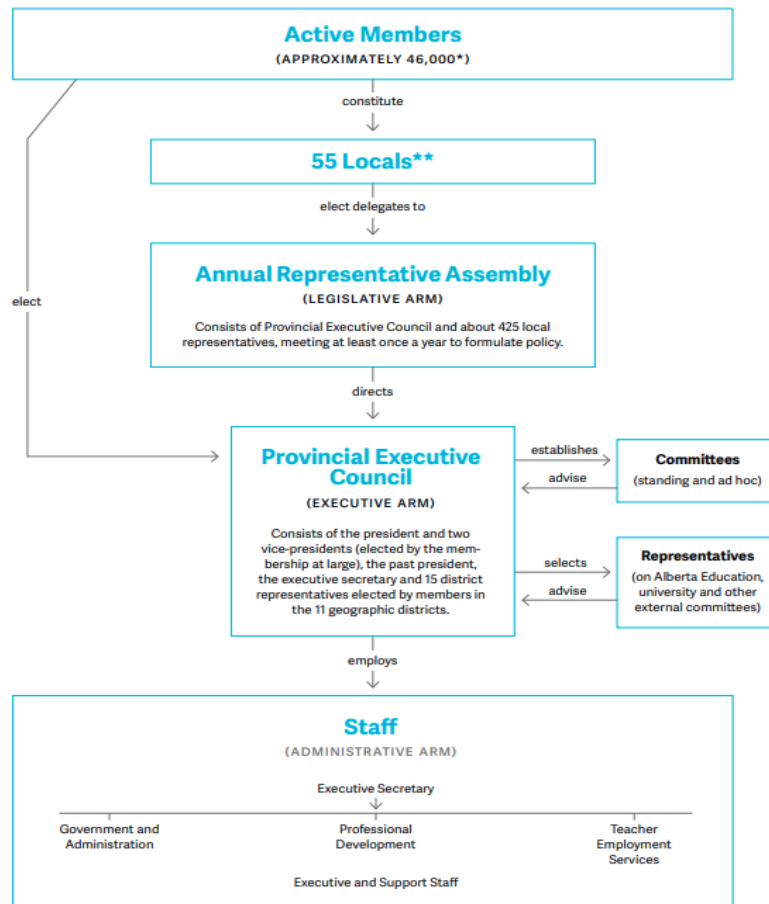 Active Members
(APPROXIMATELY 46,000*)
constitute
55 Locals**
elect delegates to
elect
Annual Representative Assembly
(LEGISLATIVE ARM)
Consists of Provincial Executive Council and about 425 local
representatives, meeting at least once a year to formulate policy.
directs
Provincial Executive
Council
(EXECUTIVE ARM)
Consists of the president and two
vice-presidents (elected by the mem-
bership at large), the past president,
the executive secretary and 15 district
representatives elected by members in
the 11 geographic districts.
establishes
advise
Committees
(standing and ad hoc)
selects
advise
Representatives
(on Alberta Education,
university and other
external committees)
employs
Staff
(ADMINISTRATIVE ARM)
Executive Secretary
Government and
Administration
Professional
Development
Teacher
Employment
Services
Executive and Support Staff